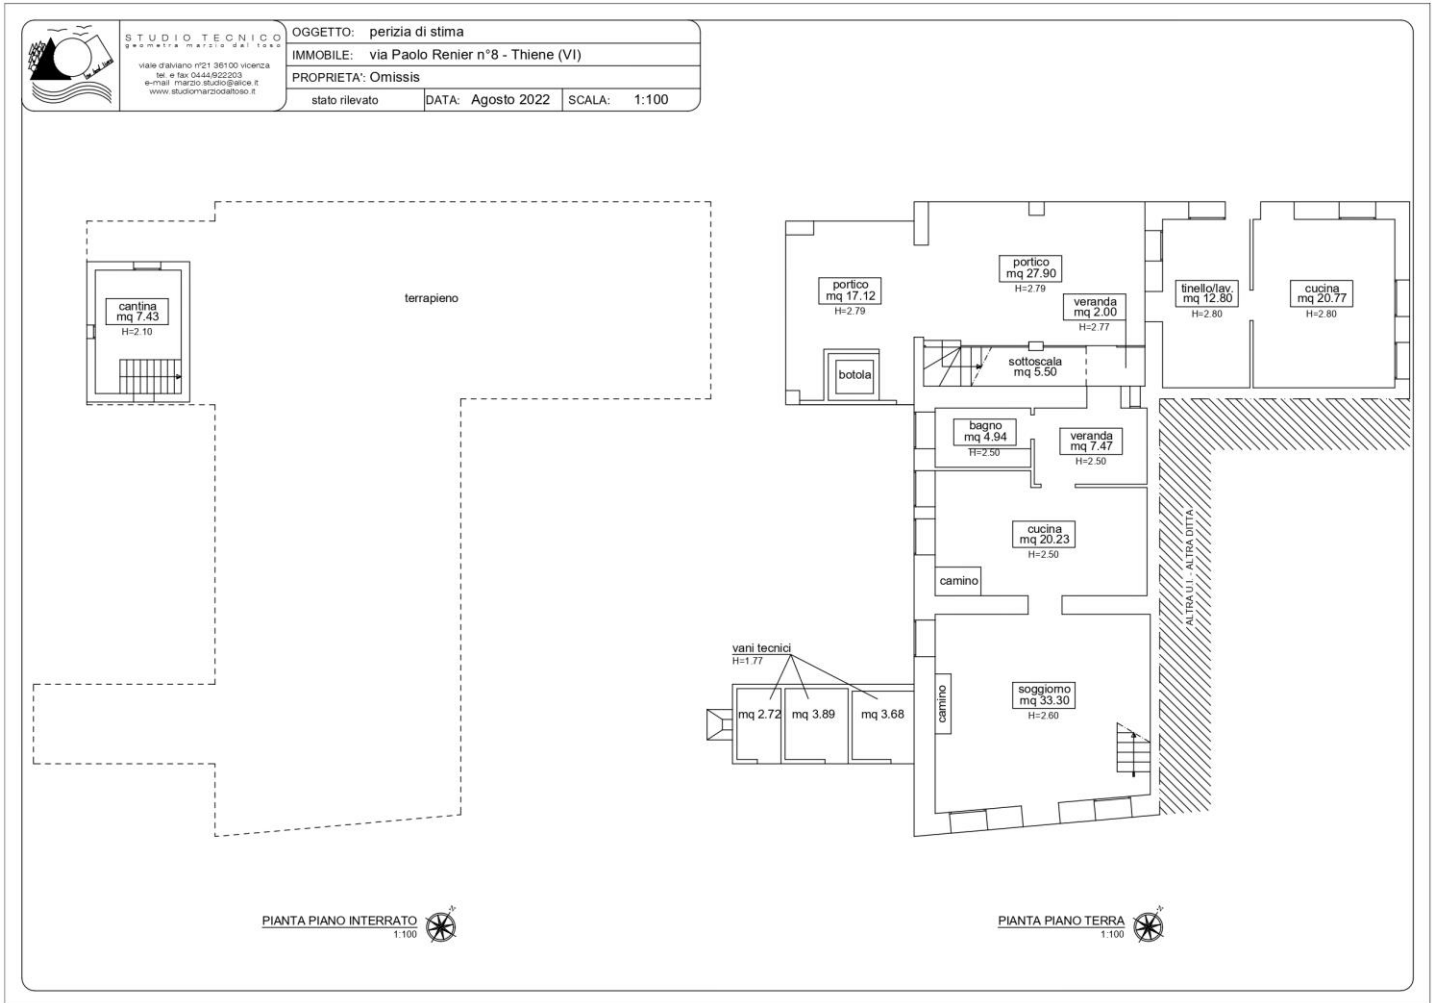 STUDIO TECNICO
geometra marzio dal toso
viale d'alviano n°21 36100 vicenza
tel. e fax 0444/922203
e-mail marzio.studio@alice.it
www.studiomarziodaltoso.it
OGGETTO: perizia di stima
IMMOBILE: via Paolo Renier n°8 - Thiene (VI)
PROPRIETA': Omissis
stato rilevato DATA: Agosto 2022 SCALA: 1:100
cantina
mq 7.43
H=2.10
terrapieno
portico
mq 17.12
H=2.79
botola
portico
mq 27.90
H=2.79
veranda
mq 2.00
H=2.77
sottoscala
mq 5.50
tinello/lav.
mq 12.80
H=2.80
cucina
mq 20.77
H=2.80
bagno
mq 4.94
H=2.50
veranda
mq 7.47
H=2.50
cucina
mq 20.23
H=2.50
camino
ALTRA U.I. - ALTRA DITTA
vani tecnici
H=1.77
mq 2.72
mq 3.89
mq 3.68
camino
soggiorno
mq 33.30
H=2.60
PIANTA PIANO INTERRATO
1:100
PIANTA PIANO TERRA
1:100